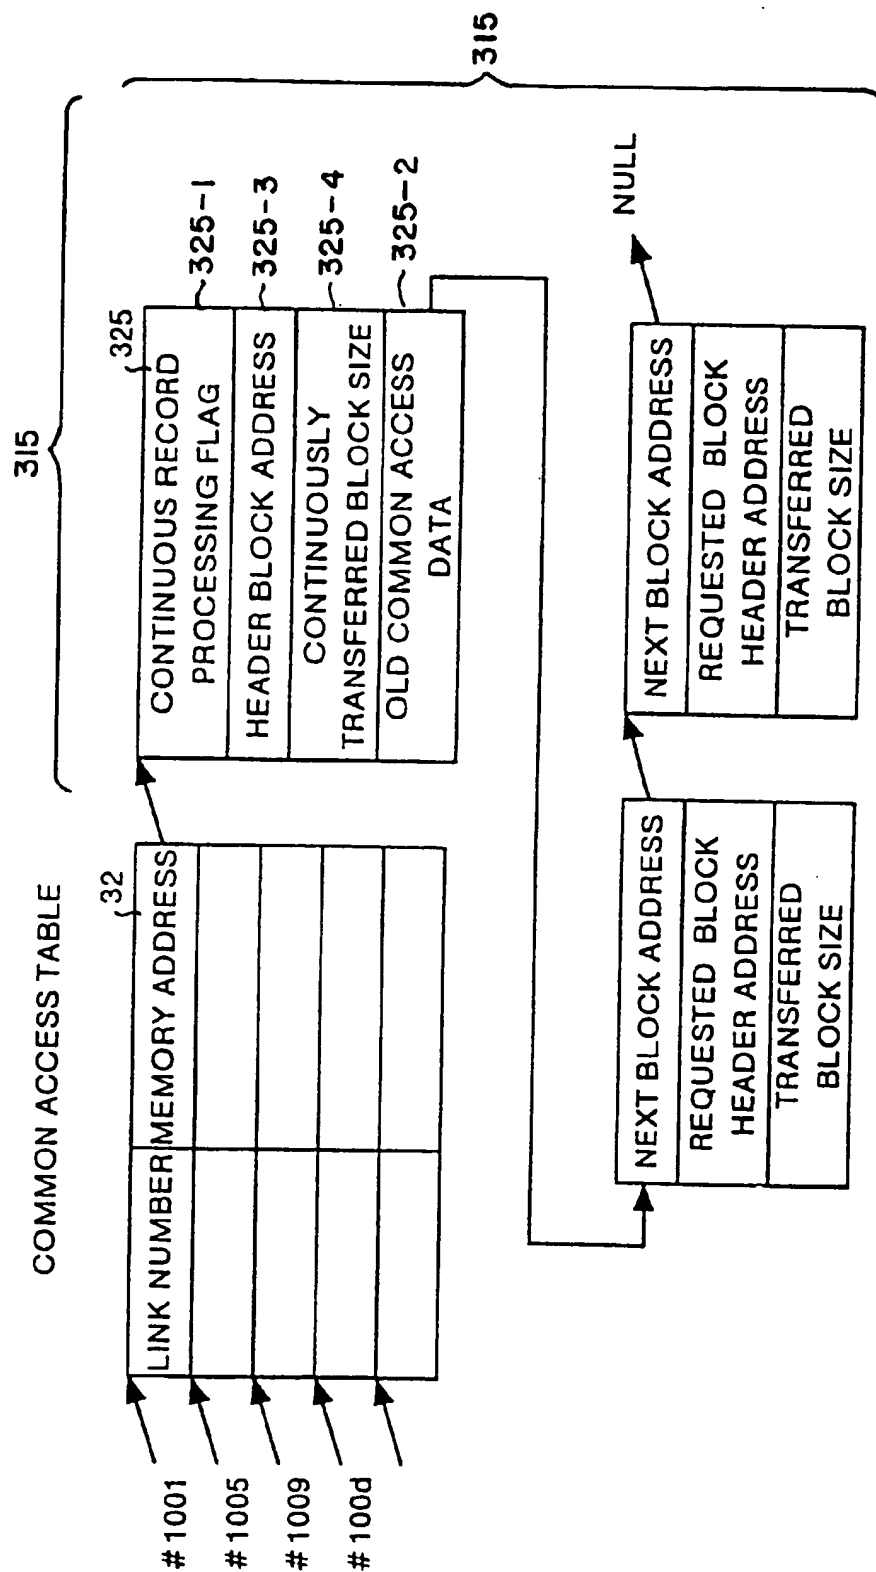 315
315
COMMON ACCESS TABLE
32
LINK NUMBER
MEMORY ADDRESS
#1001
#1005
#1009
#100d
325
CONTINUOUS RECORD
PROCESSING FLAG
325-1
HEADER BLOCK ADDRESS
325-3
CONTINUOUSLY
TRANSFERRED BLOCK SIZE
325-4
OLD COMMON ACCESS
DATA
325-2
NEXT BLOCK ADDRESS
REQUESTED BLOCK
HEADER ADDRESS
TRANSFERRED
BLOCK SIZE
NEXT BLOCK ADDRESS
REQUESTED BLOCK
HEADER ADDRESS
TRANSFERRED
BLOCK SIZE
NULL